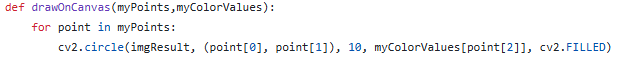 def drawOnCanvas(myPoints,myColorValues):
    for point in myPoints:
        cv2.circle(imgResult, (point[0], point[1]), 10, myColorValues[point[2]], cv2.FILLED)